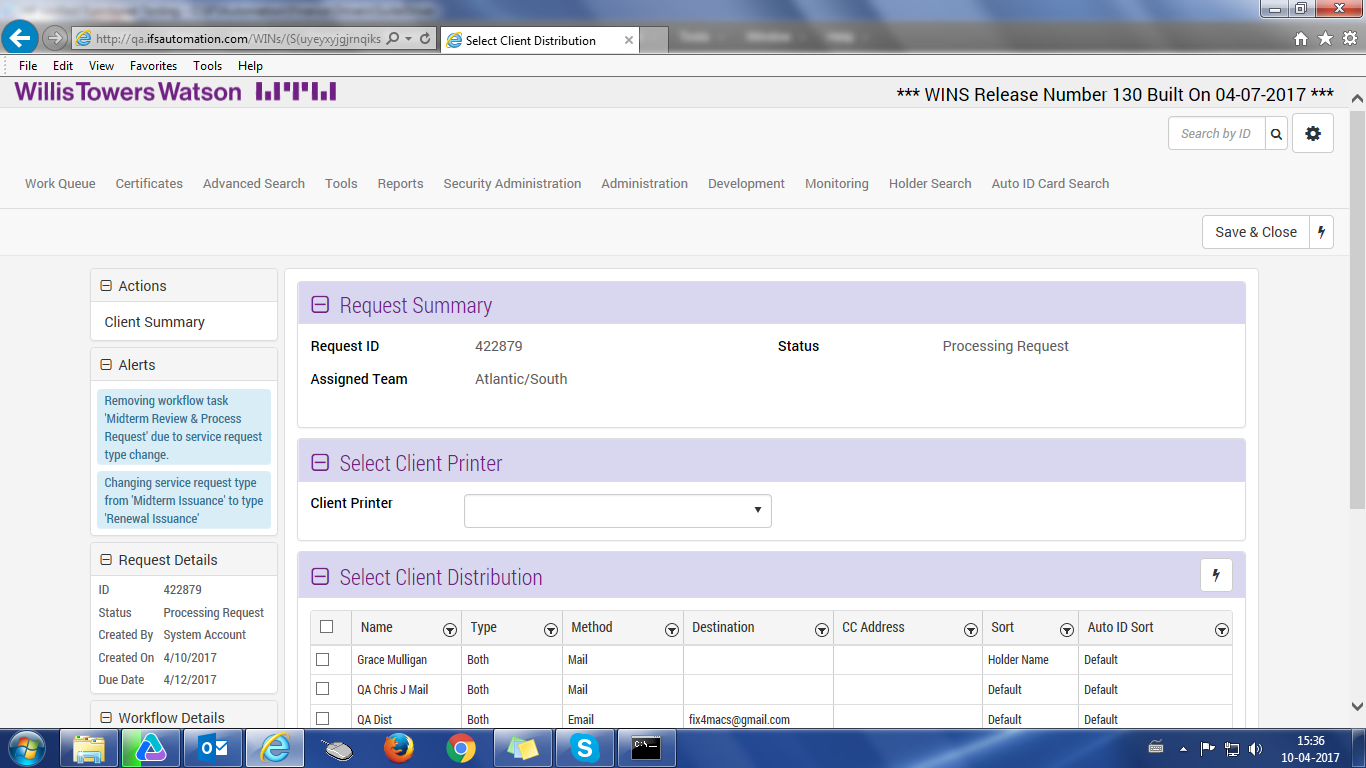 http://qa.ifsautomation.com/WINs/(S(uyeyxyjgjrnqiks
Select Client Distribution
File Edit View Favorites Tools Help
Willis Towers Watson
*** WINS Release Number 130 Built On 04-07-2017 ***
Search by ID
Work Queue Certificates Advanced Search Tools Reports Security Administration Administration Development Monitoring Holder Search Auto ID Card Search
Save & Close
Actions
Client Summary
Alerts
Removing workflow task
'Midterm Review & Process
Request' due to service request
type change.
Changing service request type
from 'Midterm Issuance' to type
'Renewal Issuance'
Request Details
ID 422879
Status Processing Request
Created By System Account
Created On 4/10/2017
Due Date 4/12/2017
Workflow Details
Request Summary
Request ID 422879 Status Processing Request
Assigned Team Atlantic/South
Select Client Printer
Client Printer
Select Client Distribution
Name Type Method Destination CC Address Sort Auto ID Sort
Grace Mulligan Both Mail Holder Name Default
QA Chris J Mail Both Mail Default Default
QA Dist Both Email fix4macs@gmail.com Default Default
15:36
10-04-2017